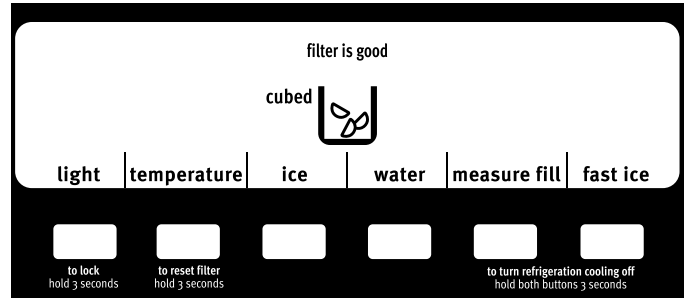 filter is good
cubed
light temperature ice water measure fill fast ice
to lock to reset filter to turn refrigeration cooling off
hold 3 seconds hold 3 seconds hold both buttons 3 seconds